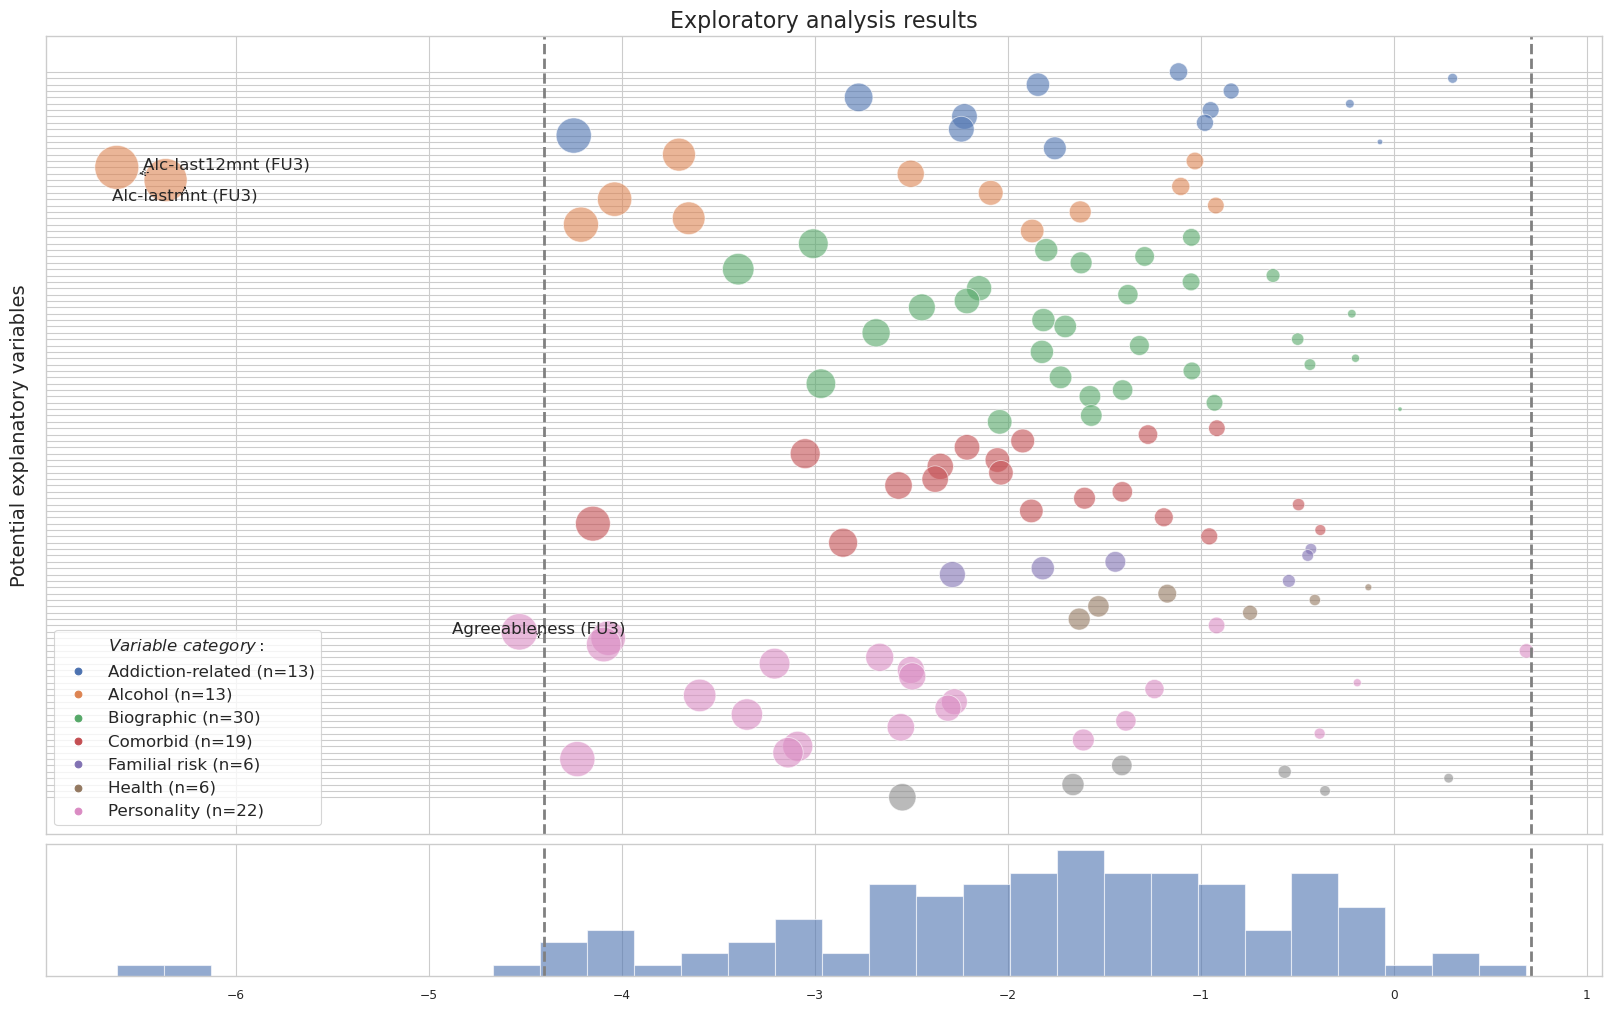 Exploratory analysis results
Potential explanatory variables
Alc-last12mnt (FU3)
Alc-lastmnt (FU3)
Agreeableness (FU3)
Variable category:
Addiction-related (n=13)
Alcohol (n=13)
Biographic (n=30)
Comorbid (n=19)
Familial risk (n=6)
Health (n=6)
Personality (n=22)
−6 −5 −4 −3 −2 −1 0 1